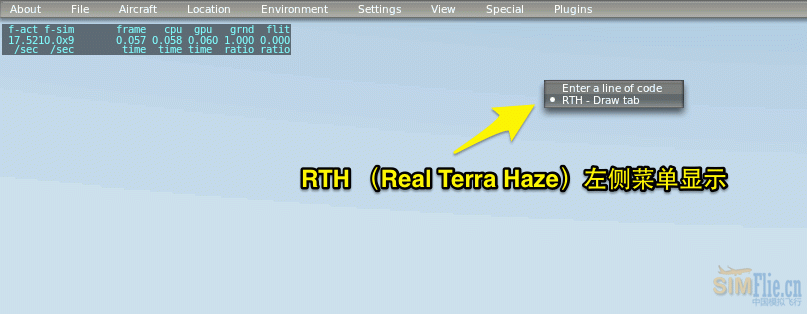 About File Aircraft Location Environment Settings View Special Plugins
f-act f-sim frame cpu gpu grnd flit
17.5210.0x9 0.057 0.058 0.060 1.000 0.000
/sec /sec time time time ratio ratio
Enter a line of code
RTH - Draw tab
RTH （Real Terra Haze）左侧菜单显示
SIMFlie.cn
中国模拟飞行